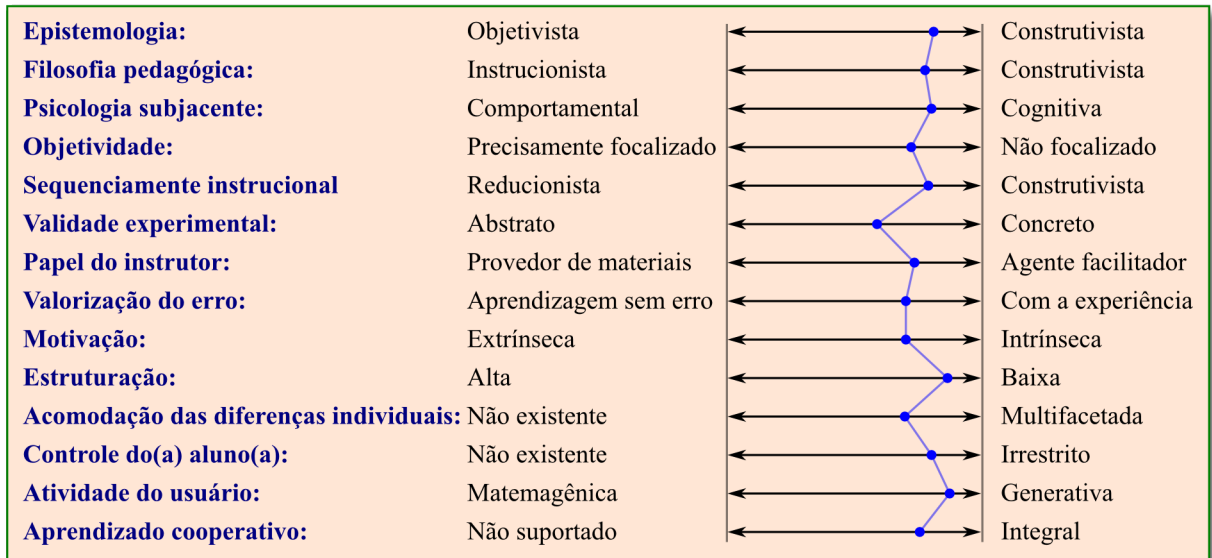 Epistemologia: Objetivista Construtivista
Filosofia pedagógica: Instrucionista Construtivista
Psicologia subjacente: Comportamental Cognitiva
Objetividade: Precisamente focalizado Não focalizado
Sequenciamente instrucional Reducionista Construtivista
Validade experimental: Abstrato Concreto
Papel do instrutor: Provedor de materiais Agente facilitador
Valorização do erro: Aprendizagem sem erro Com a experiência
Motivação: Extrínseca Intrínseca
Estruturação: Alta Baixa
Acomodação das diferenças individuais: Não existente Multifacetada
Controle do(a) aluno(a): Não existente Irrestrito
Atividade do usuário: Matemagênica Generativa
Aprendizado cooperativo: Não suportado Integral